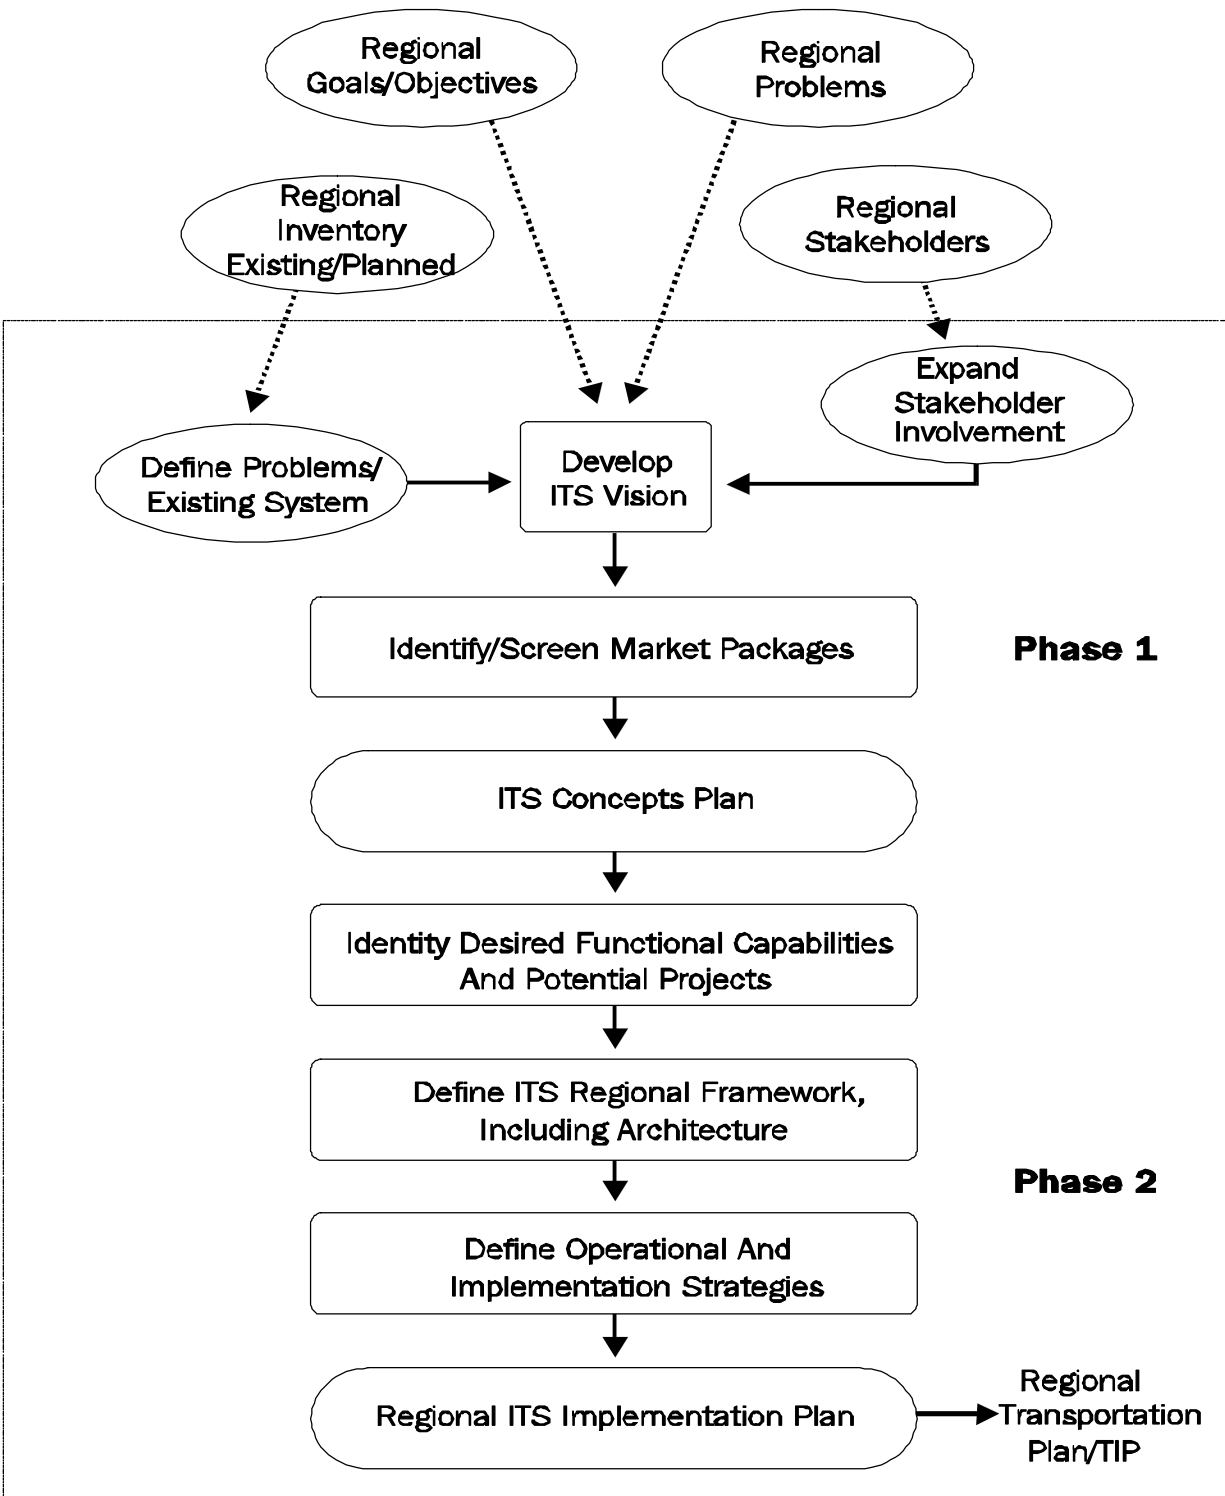 Regional
Goals/Objectives
Regional
Problems
Regional
Inventory
Existing/Planned
Regional
Stakeholders
Expand
Stakeholder
Involvement
Define Problems/
Existing System
Develop
ITS Vision
Identify/Screen Market Packages
Phase 1
ITS Concepts Plan
Identity Desired Functional Capabilities
And Potential Projects
Define ITS Regional Framework,
Including Architecture
Phase 2
Define Operational And
Implementation Strategies
Regional ITS Implementation Plan
Regional
Transportation
Plan/TIP